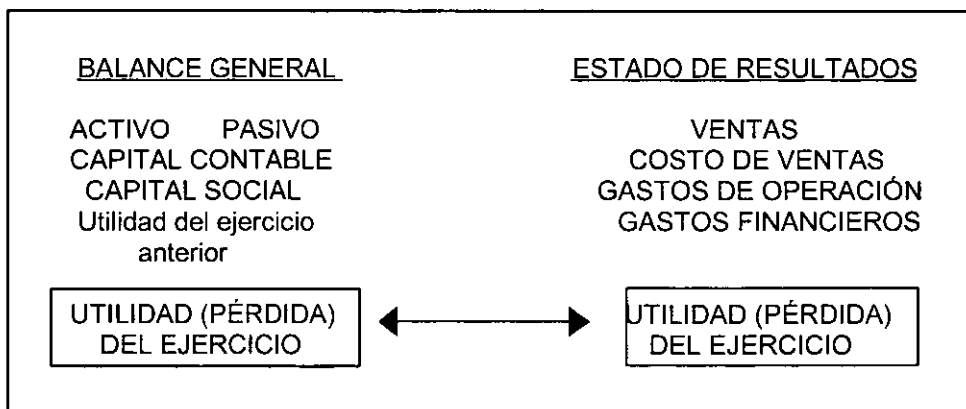 BALANCE GENERAL
ACTIVO PASIVO
CAPITAL CONTABLE
CAPITAL SOCIAL
Utilidad del ejercicio
anterior
UTILIDAD (PÉRDIDA)
DEL EJERCICIO
ESTADO DE RESULTADOS
VENTAS
COSTO DE VENTAS
GASTOS DE OPERACIÓN
GASTOS FINANCIEROS
UTILIDAD (PÉRDIDA)
DEL EJERCICIO